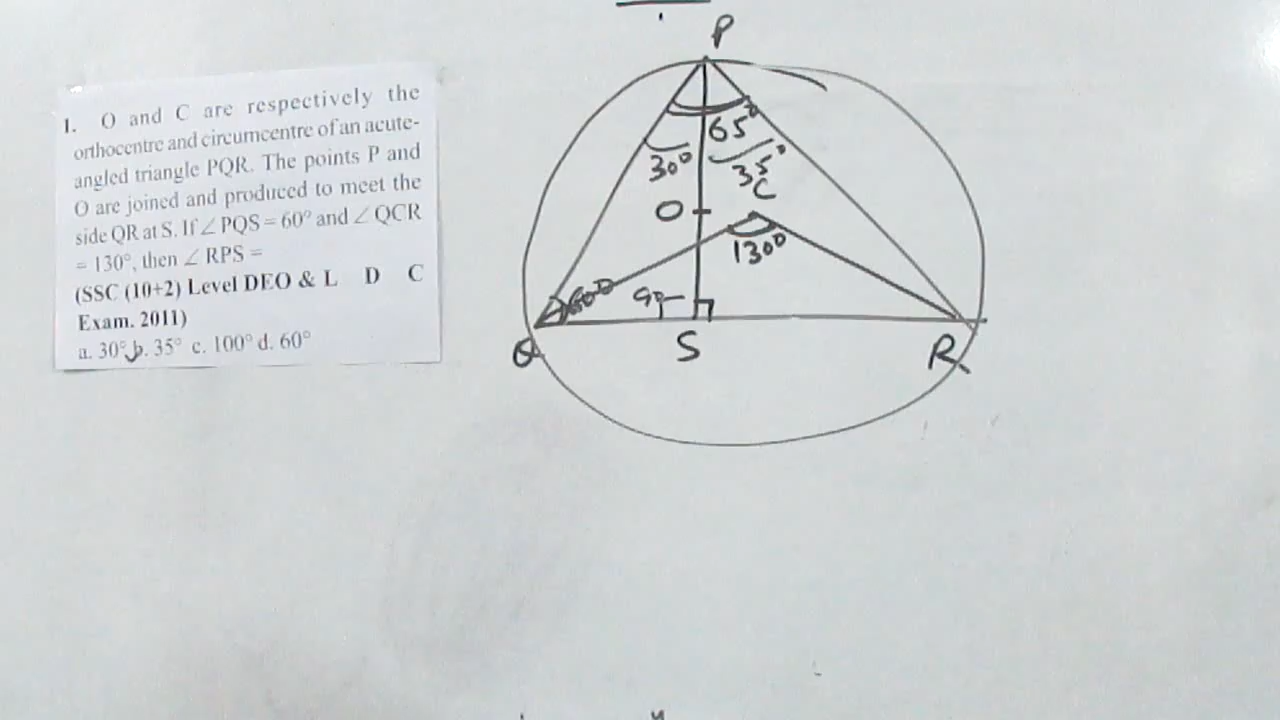 1. O and C are respectively the
orthocentre and circumcentre of an acute-
angled triangle PQR. The points P and
O are joined and produced to meet the
side QR at S. If ∠PQS = 60° and ∠QCR
= 130°, then ∠RPS =
(SSC (10+2) Level DEO & L D C
Exam. 2011)
a. 30° b. 35° c. 100° d. 60°
P
65°
30°
35°
C
O
130°
60°
90
Q
S
R